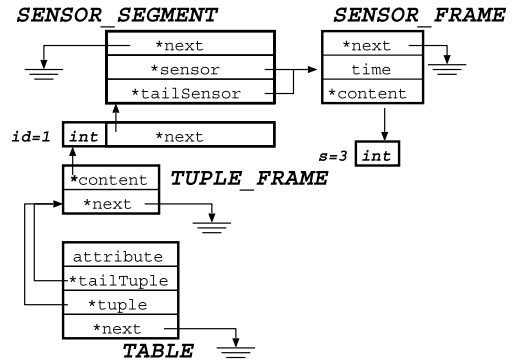 SENSOR_SEGMENT
SENSOR_FRAME
*next
*sensor
*tailSensor
*next
time
*content
id=1 int *next
s=3 int
*content
*next
TUPLE_FRAME
attribute
*tailTuple
*tuple
*next
TABLE